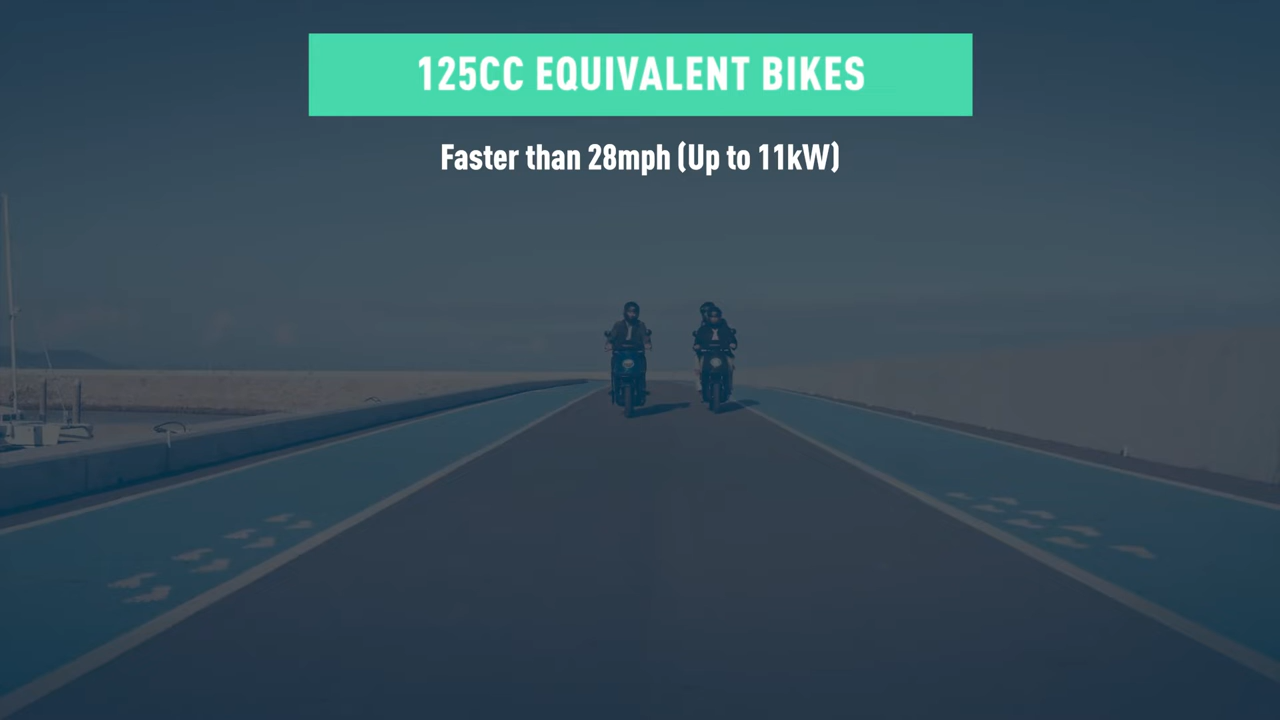 125CC EQUIVALENT BIKES
Faster than 28mph (Up to 11kW)